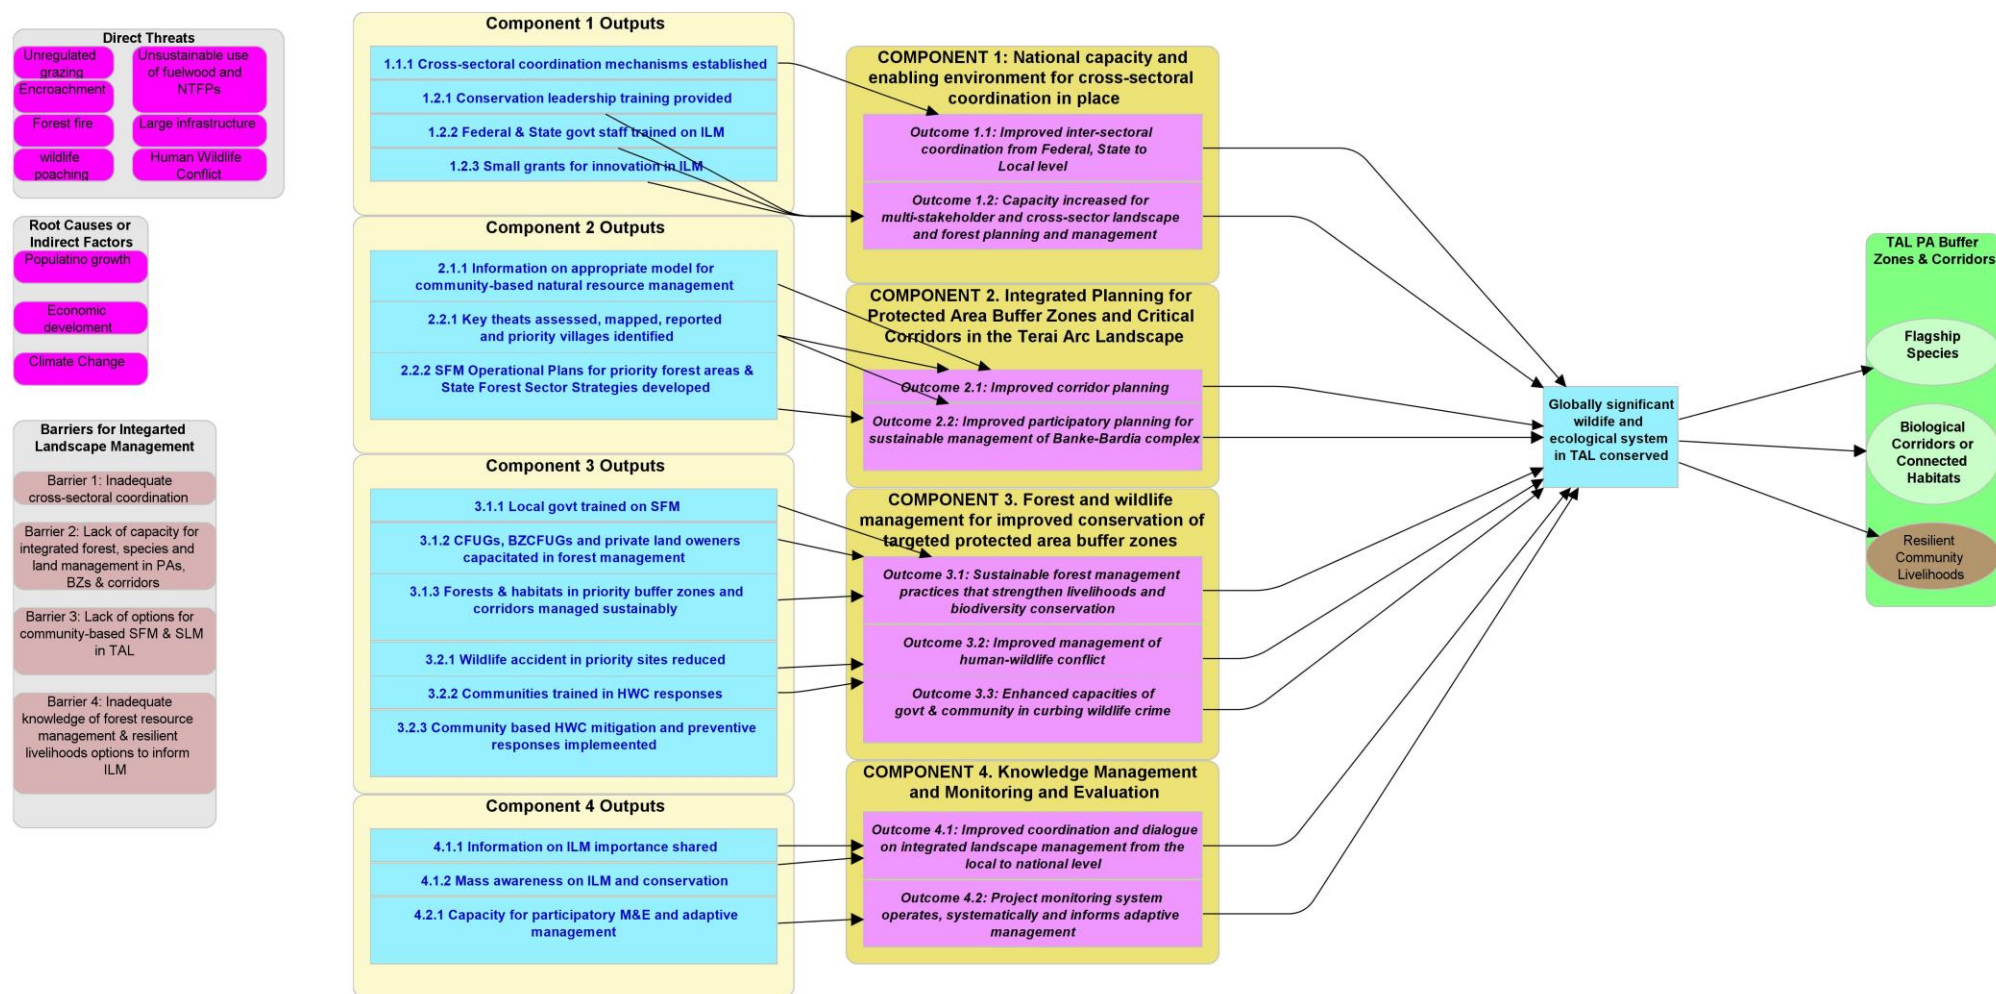 Direct Threats
Unregulated
grazing
Encroachment
Forest fire
wildlife
poaching
Unsustainable use
of fuelwood and
NTFPs
Large infrastructure
Human Wildlife
Conflict
Root Causes or
Indirect Factors
Populatino growth
Economic
develoment
Climate Change
Barriers for Integarted
Landscape Management
Barrier 1: Inadequate
cross-sectoral coordination
Barrier 2: Lack of capacity for
integrated forest, species and
land management in PAs,
BZs & corridors
Barrier 3: Lack of options for
community-based SFM & SLM
in TAL
Barrier 4: Inadequate
knowledge of forest resource
management & resilient
livelihoods options to inform
ILM
Component 1 Outputs
1.1.1 Cross-sectoral coordination mechanisms established
1.2.1 Conservation leadership training provided
1.2.2 Federal & State govt staff trained on ILM
1.2.3 Small grants for innovation in ILM
Component 2 Outputs
2.1.1 Information on appropriate model for
community-based natural resource management
2.2.1 Key theats assessed, mapped, reported
and priority villages identified
2.2.2 SFM Operational Plans for priority forest areas &
State Forest Sector Strategies developed
Component 3 Outputs
3.1.1 Local govt trained on SFM
3.1.2 CFUGs, BZCFUGs and private land oweners
capacitated in forest management
3.1.3 Forests & habitats in priority buffer zones and
corridors managed sustainably
3.2.1 Wildlife accident in priority sites reduced
3.2.2 Communities trained in HWC responses
3.2.3 Community based HWC mitigation and preventive
responses implemeented
Component 4 Outputs
4.1.1 Information on ILM importance shared
4.1.2 Mass awareness on ILM and conservation
4.2.1 Capacity for participatory M&E and adaptive
management
COMPONENT 1: National capacity and
enabling environment for cross-sectoral
coordination in place
Outcome 1.1: Improved inter-sectoral
coordination from Federal, State to
Local level
Outcome 1.2: Capacity increased for
multi-stakeholder and cross-sector landscape
and forest planning and management
COMPONENT 2. Integrated Planning for
Protected Area Buffer Zones and Critical
Corridors in the Terai Arc Landscape
Outcome 2.1: Improved corridor planning
Outcome 2.2: Improved participatory planning for
sustainable management of Banke-Bardia complex
COMPONENT 3. Forest and wildlife
management for improved conservation of
targeted protected area buffer zones
Outcome 3.1: Sustainable forest management
practices that strengthen livelihoods and
biodiversity conservation
Outcome 3.2: Improved management of
human-wildlife conflict
Outcome 3.3: Enhanced capacities of
govt & community in curbing wildlife crime
COMPONENT 4. Knowledge Management
and Monitoring and Evaluation
Outcome 4.1: Improved coordination and dialogue
on integrated landscape management from the
local to national level
Outcome 4.2: Project monitoring system
operates, systematically and informs adaptive
management
Globally significant
wildife and
ecological system
in TAL conserved
TAL PA Buffer
Zones & Corridors
Flagship
Species
Biological
Corridors or
Connected
Habitats
Resilient
Community
Livelihoods